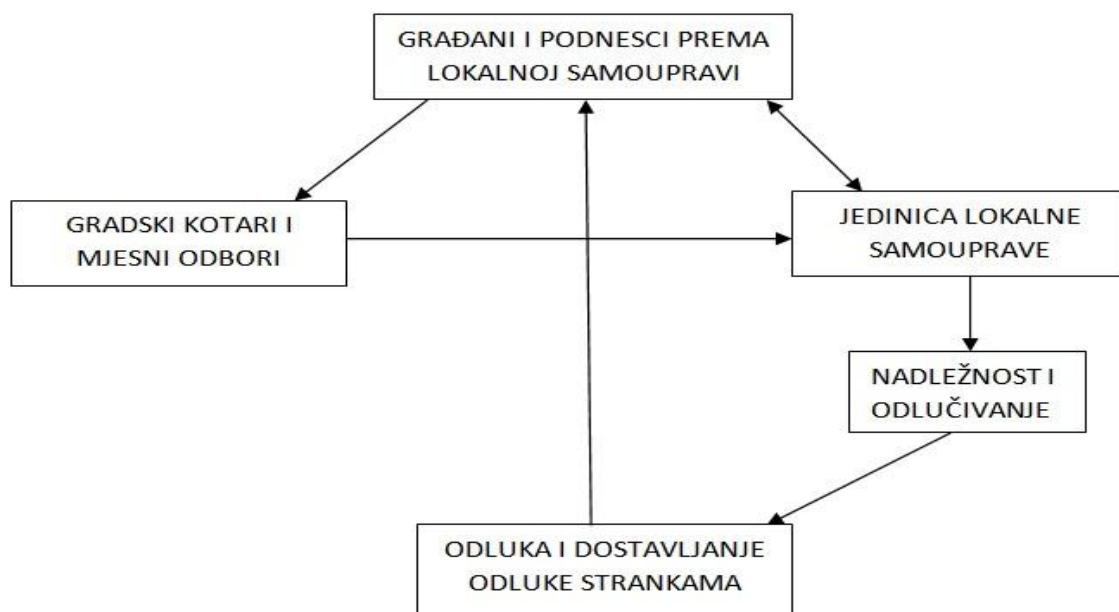 GRAĐANI I PODNESCI PREMA
LOKALNOJ SAMOUPRAVI
GRADSKI KOTARI I
MJESNI ODBORI
JEDINICA LOKALNE
SAMOUPRAVE
NADLEŽNOST I
ODLUČIVANJE
ODLUKA I DOSTAVLJANJE
ODLUKE STRANKAMA